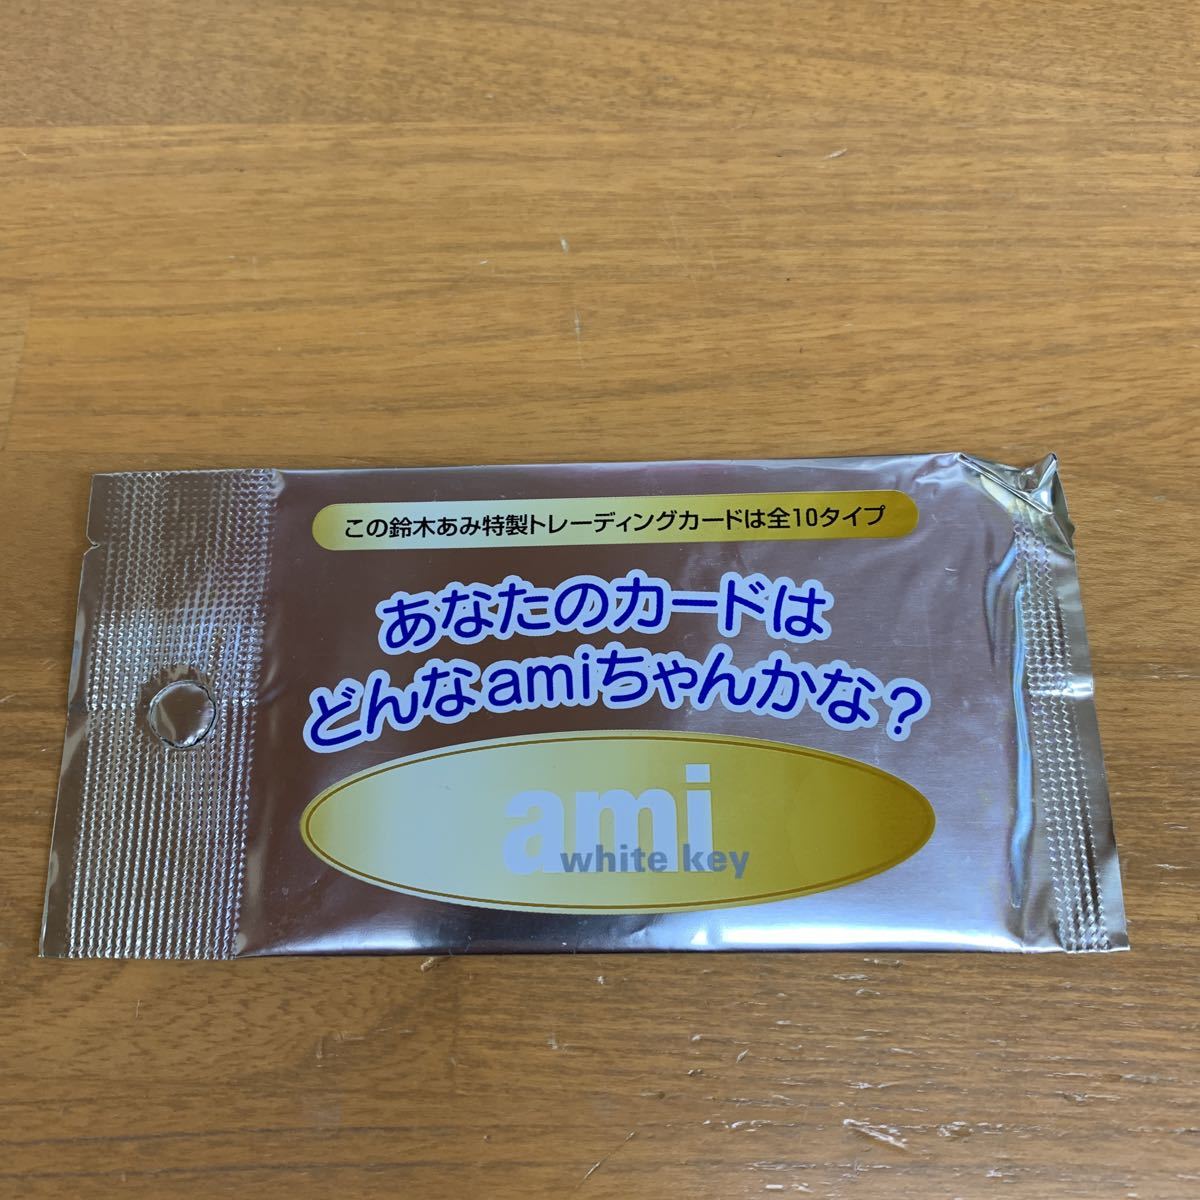 この鈴木あみ特製トレーディングカードは全10タイプ
あなたのカードは
どんなamiちゃんかな？
ami
white key